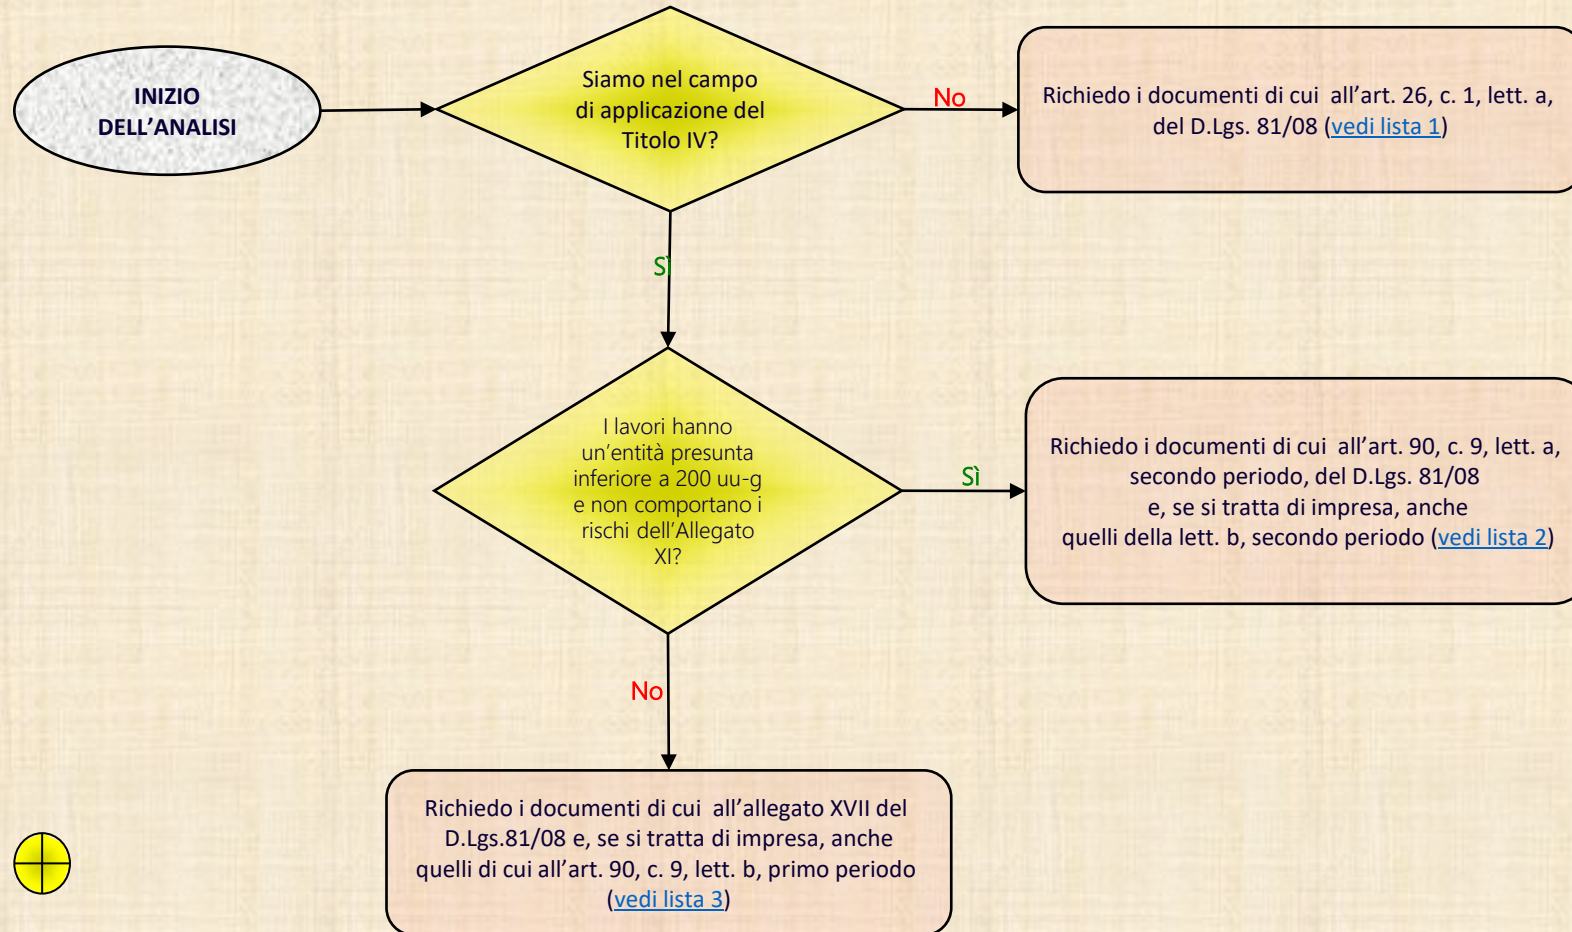 INIZIO
DELL’ANALISI
Siamo nel campo
di applicazione del
Titolo IV?
No
Richiedo i documenti di cui all’art. 26, c. 1, lett. a,
del D.Lgs. 81/08 (vedi lista 1)
Sì
I lavori hanno
un’entità presunta
inferiore a 200 uu-g
e non comportano i
rischi dell’Allegato
XI?
Sì
Richiedo i documenti di cui all’art. 90, c. 9, lett. a,
secondo periodo, del D.Lgs. 81/08
e, se si tratta di impresa, anche
quelli della lett. b, secondo periodo (vedi lista 2)
No
Richiedo i documenti di cui all’allegato XVII del
D.Lgs.81/08 e, se si tratta di impresa, anche
quelli di cui all’art. 90, c. 9, lett. b, primo periodo
(vedi lista 3)